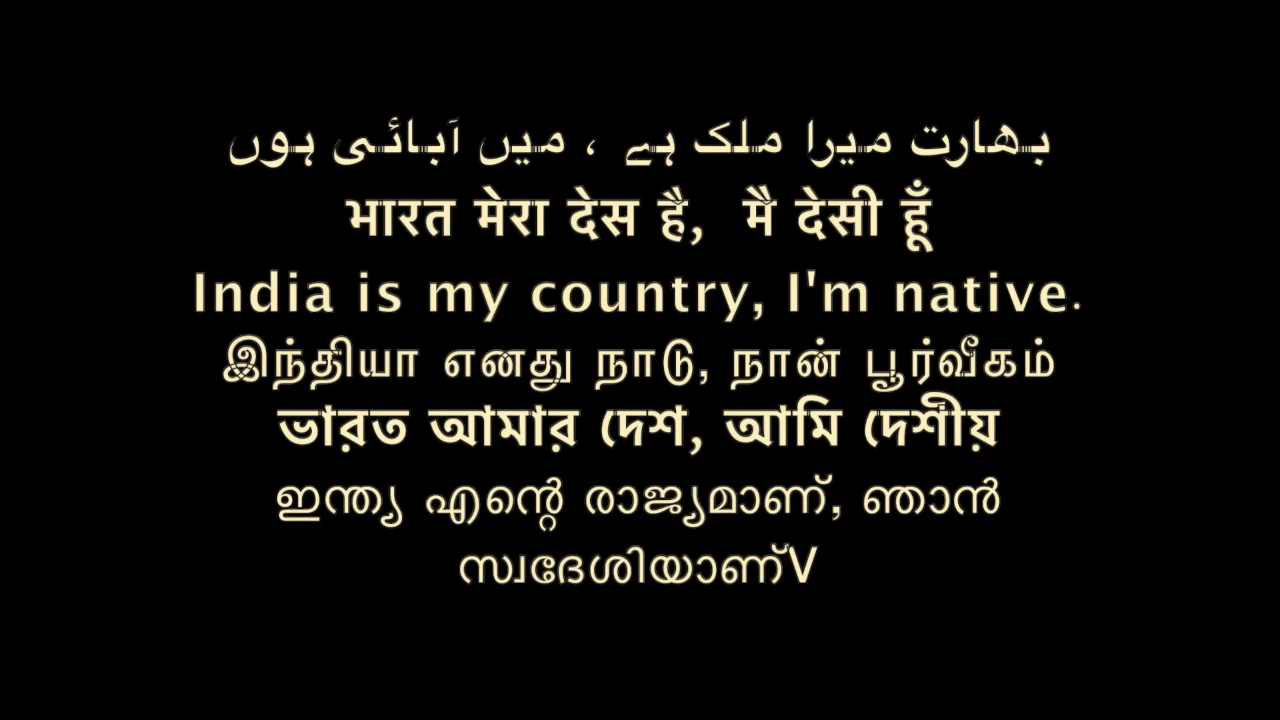 بھارت میرا ملک ہے ، میں آبائی ہوں
भारत मेरा देस है, मै देसी हूँ
India is my country, I'm native.
இந்தியா எனது நாடு, நான் பூர்வீகம்
ভারত আমার দেশ, আমি দেশীয়
ഇന്ത്യ എന്റെ രാജ്യമാണ്, ഞാൻ
സ്വദേശിയാണ്V